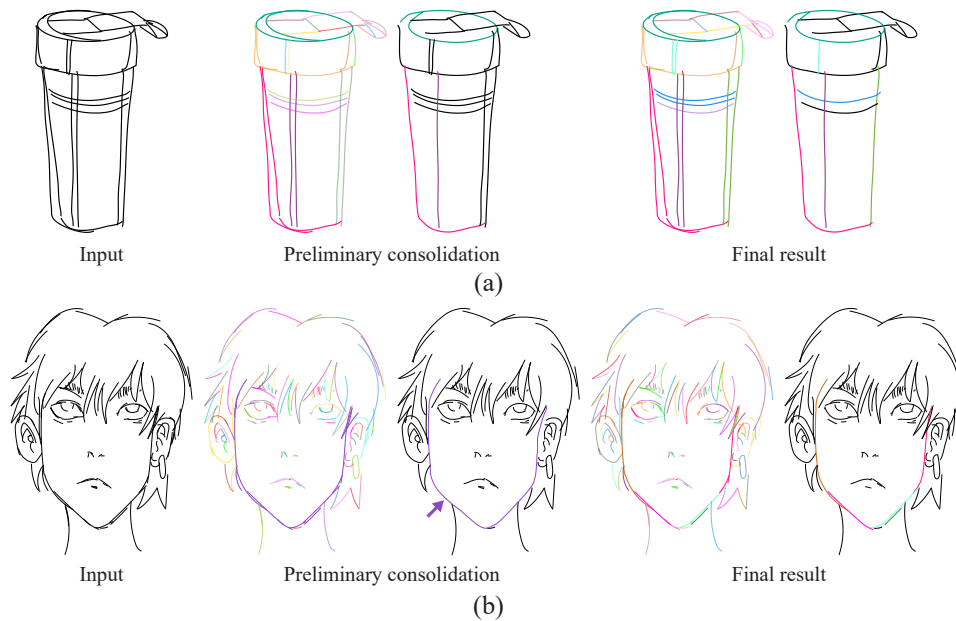 Input
Preliminary consolidation
Final result
(a)
Input
Preliminary consolidation
Final result
(b)